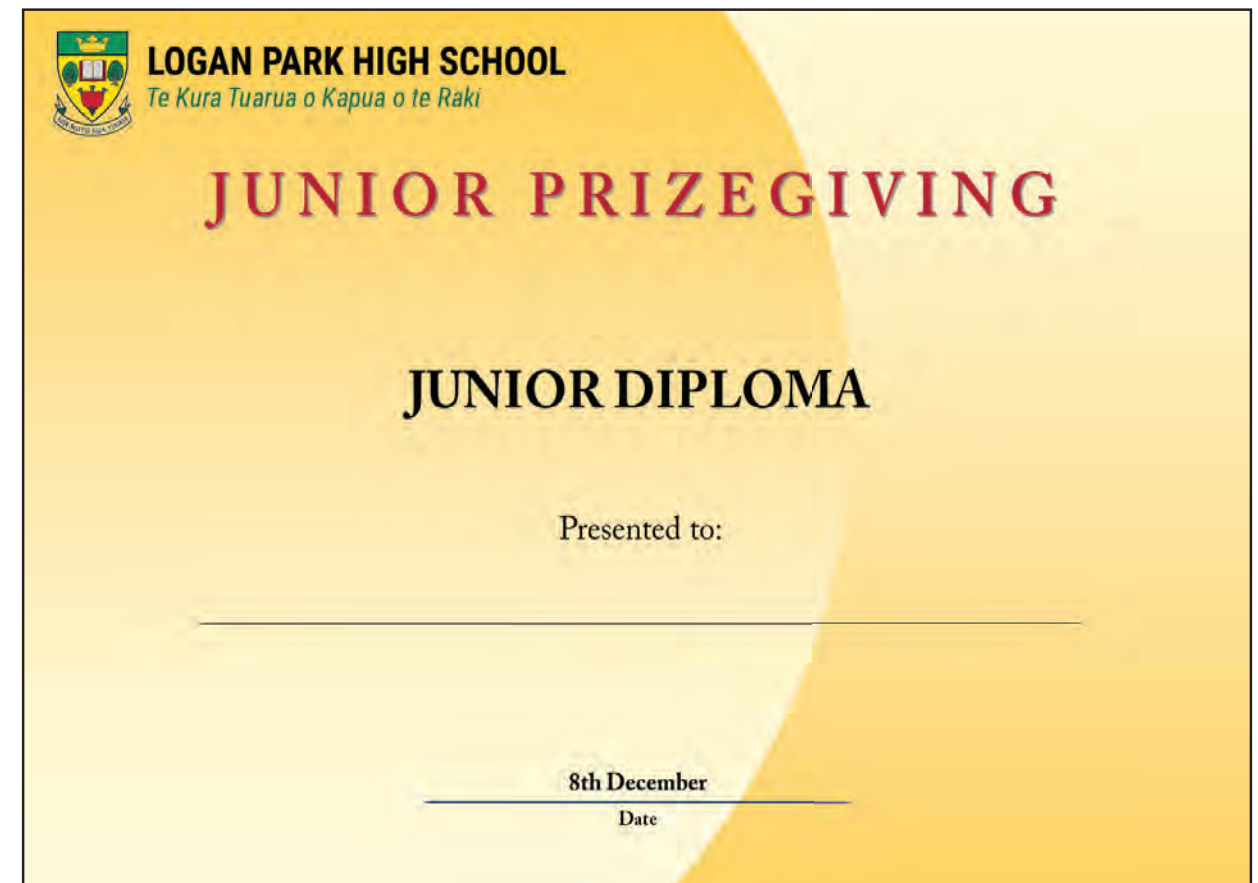 LOGAN PARK HIGH SCHOOL
Te Kura Tuarua o Kapua o te Raki
JUNIOR PRIZEGIVING
JUNIOR DIPLOMA
Presented to:
8th December
Date